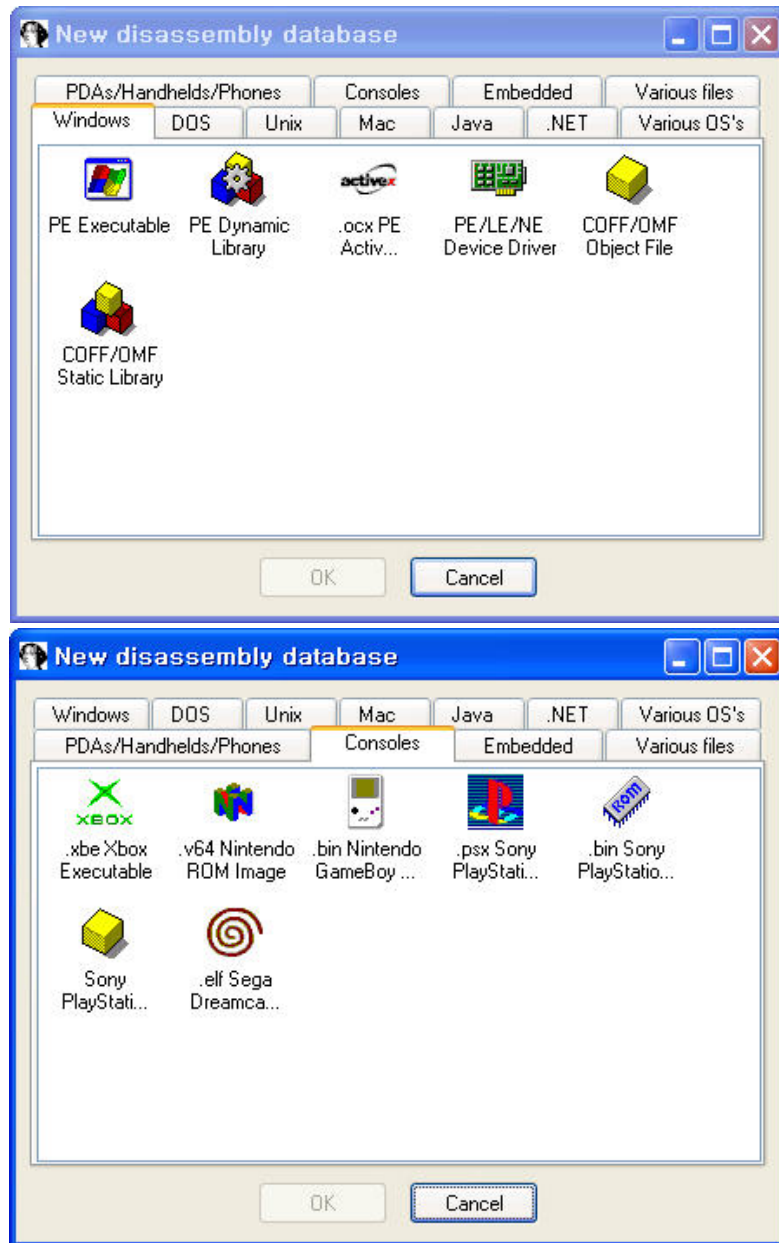 New disassembly database
PDAs/Handhelds/Phones Consoles Embedded Various files
Windows DOS Unix Mac Java .NET Various OS's
activex
PE Executable PE Dynamic .ocx PE PE/LE/NE COFF/OMF
Library Activ... Device Driver Object File
COFF/OMF
Static Library
OK Cancel
New disassembly database
Windows DOS Unix Mac Java .NET Various OS's
PDAs/Handhelds/Phones Consoles Embedded Various files
XBOX ROM
.xbe Xbox .v64 Nintendo .bin Nintendo .psx Sony .bin Sony
Executable ROM Image GameBoy ... PlayStati... PlayStatio...
Sony .elf Sega
PlayStati... Dreamca...
OK Cancel